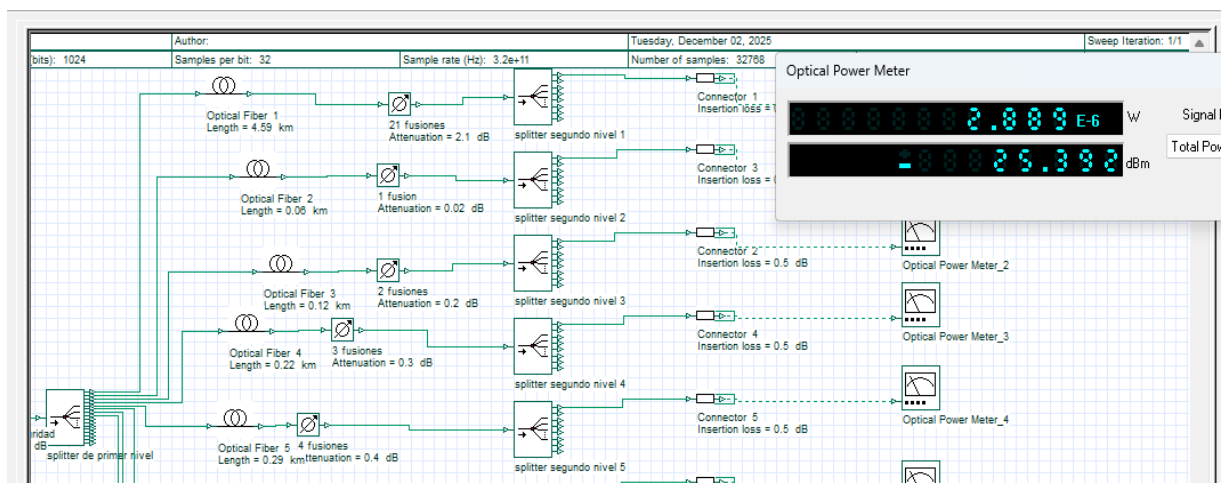 Author:
Tuesday, December 02, 2025
Sweep Iteration: 1/1
bits): 1024
Samples per bit: 32
Sample rate (Hz): 3.2e+11
Number of samples: 32768
Optical Power Meter
2.889 E-6 W
Signal I
-25.392 dBm
Total Pow
Optical Fiber 1
Length = 4.59 km
21 fusiones
Attenuation = 2.1 dB
splitter segundo nivel 1
Connector 1
Insertion loss =
Optical Fiber 2
Length = 0.06 km
1 fusion
Attenuation = 0.02 dB
splitter segundo nivel 2
Connector 3
Insertion loss =
Optical Fiber 3
Length = 0.12 km
2 fusiones
Attenuation = 0.2 dB
splitter segundo nivel 3
Connector 2
Insertion loss = 0.5 dB
Optical Power Meter_2
Optical Fiber 4
Length = 0.22 km
3 fusiones
Attenuation = 0.3 dB
splitter segundo nivel 4
Connector 4
Insertion loss = 0.5 dB
Optical Power Meter_3
uridad
dB
splitter de primer nivel
Optical Fiber 5
Length = 0.29 km
4 fusiones
ttenuation = 0.4 dB
splitter segundo nivel 5
Connector 5
Insertion loss = 0.5 dB
Optical Power Meter_4